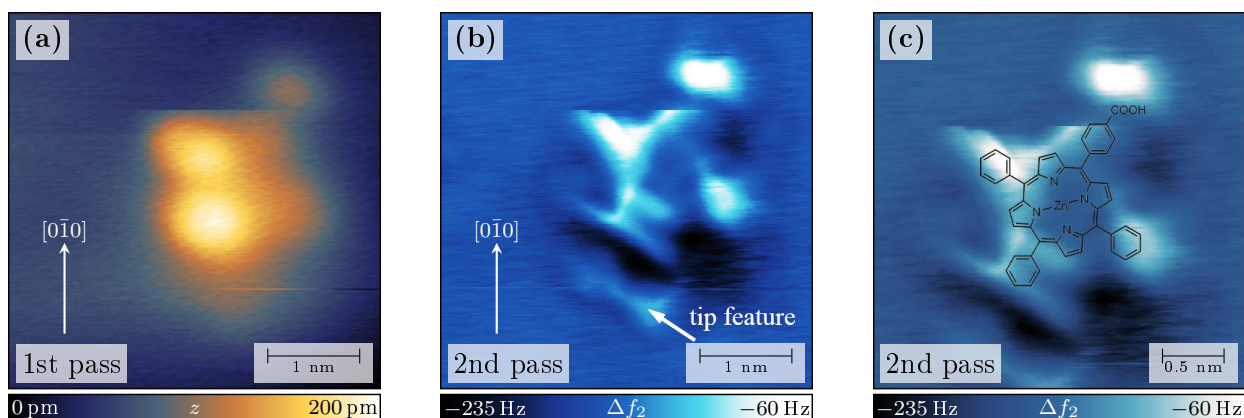 (a)
[01̄0]
1st pass
1 nm
0 pm z 200 pm
(b)
[01̄0]
tip feature
2nd pass
1 nm
−235 Hz Δf₂ −60 Hz
(c)
COOH
N
N
Zn
N
N
2nd pass
0.5 nm
−235 Hz Δf₂ −60 Hz